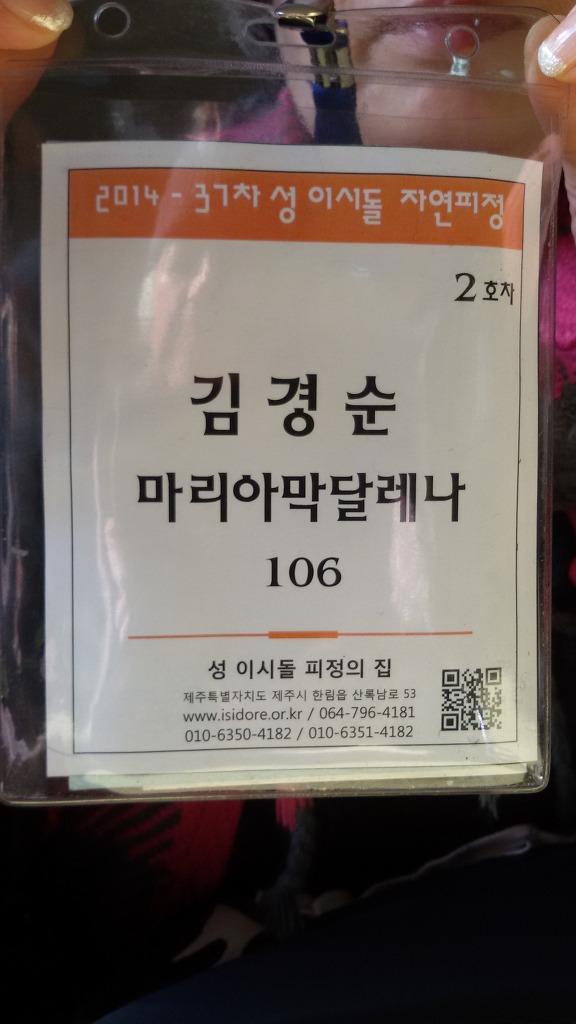 2014 - 37차 성 이시돌 자연피정
2 호차
김 경 순
마리아막달레나
106
성 이시돌 피정의 집
제주특별자치도 제주시 한림읍 산록남로 53
www.isidore.or.kr / 064-796-4181
010-6350-4182 / 010-6351-4182